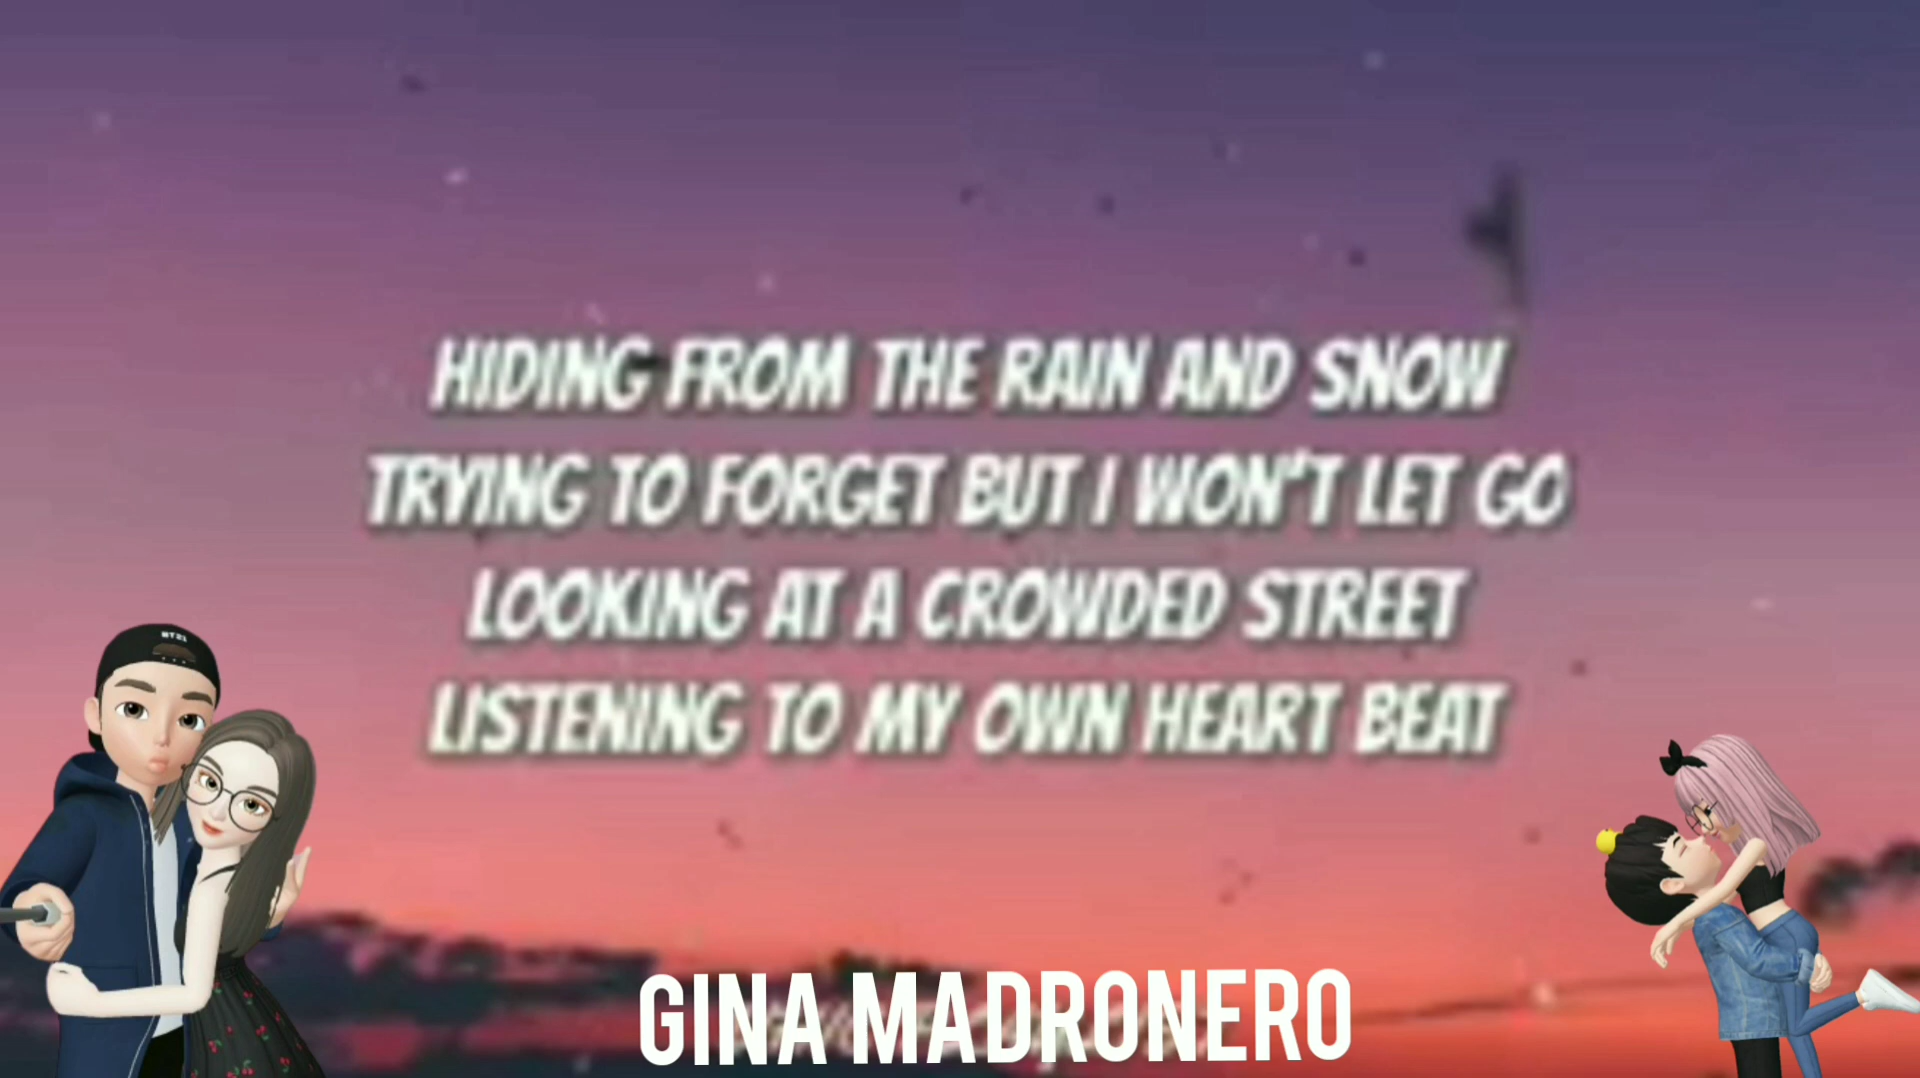 HIDING FROM THE RAIN AND SNOW
TRYING TO FORGET BUT I WON'T LET GO
LOOKING AT A CROWDED STREET
LISTENING TO MY OWN HEART BEAT
GINA MADRONERO